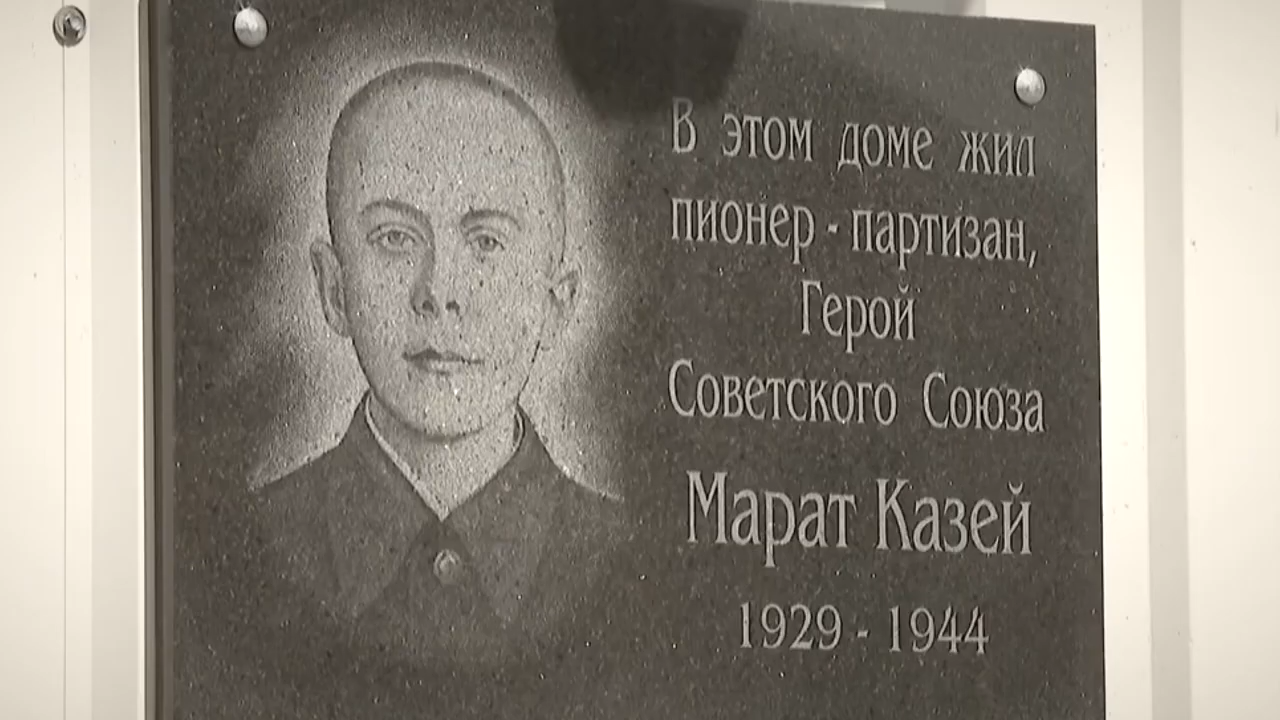 В этом доме жил
пионер - партизан,
Герой
Советского Союза
Марат Казей
1929 - 1944